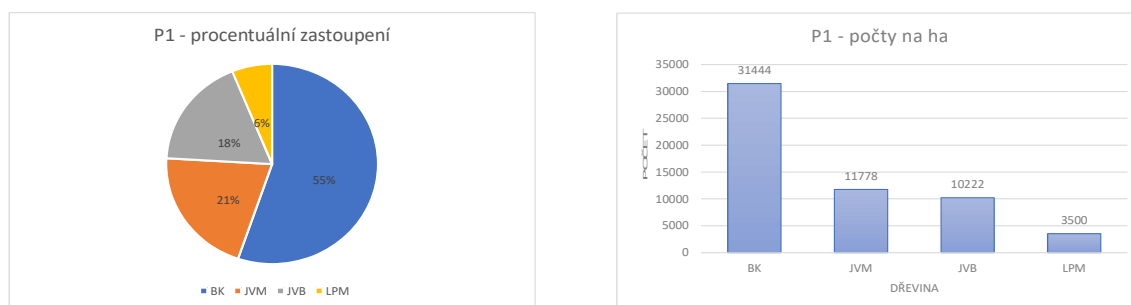 P1 - procentuální zastoupení
6%
18%
55%
21%
BK JVM JVB LPM
P1 - počty na ha
35000
30000
25000
20000
15000
10000
5000
0
POČET
31444
11778
10222
3500
BK JVM JVB LPM
DŘEVINA